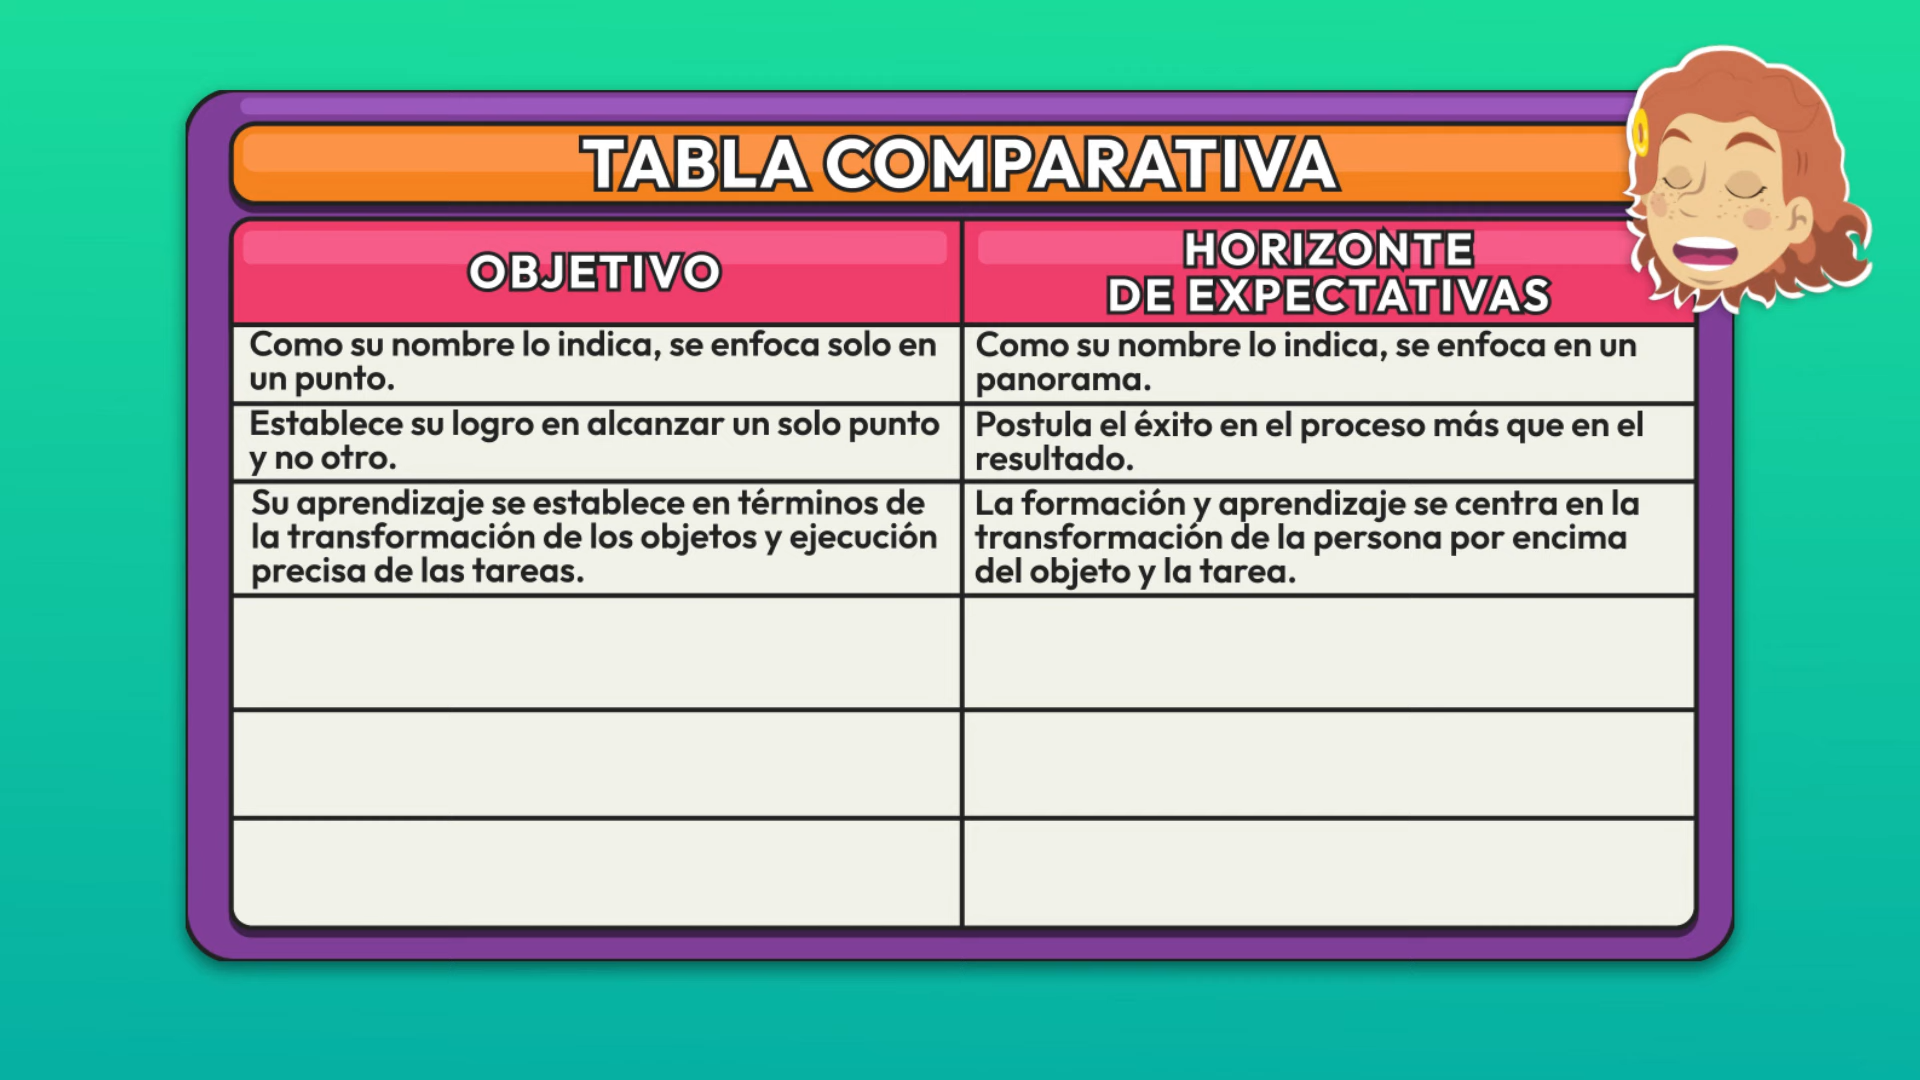 TABLA COMPARATIVA
OBJETIVO
HORIZONTE
DE EXPECTATIVAS
Como su nombre lo indica, se enfoca solo en
un punto.
Como su nombre lo indica, se enfoca en un
panorama.
Establece su logro en alcanzar un solo punto
y no otro.
Postula el éxito en el proceso más que en el
resultado.
Su aprendizaje se establece en términos de
la transformación de los objetos y ejecución
precisa de las tareas.
La formación y aprendizaje se centra en la
transformación de la persona por encima
del objeto y la tarea.